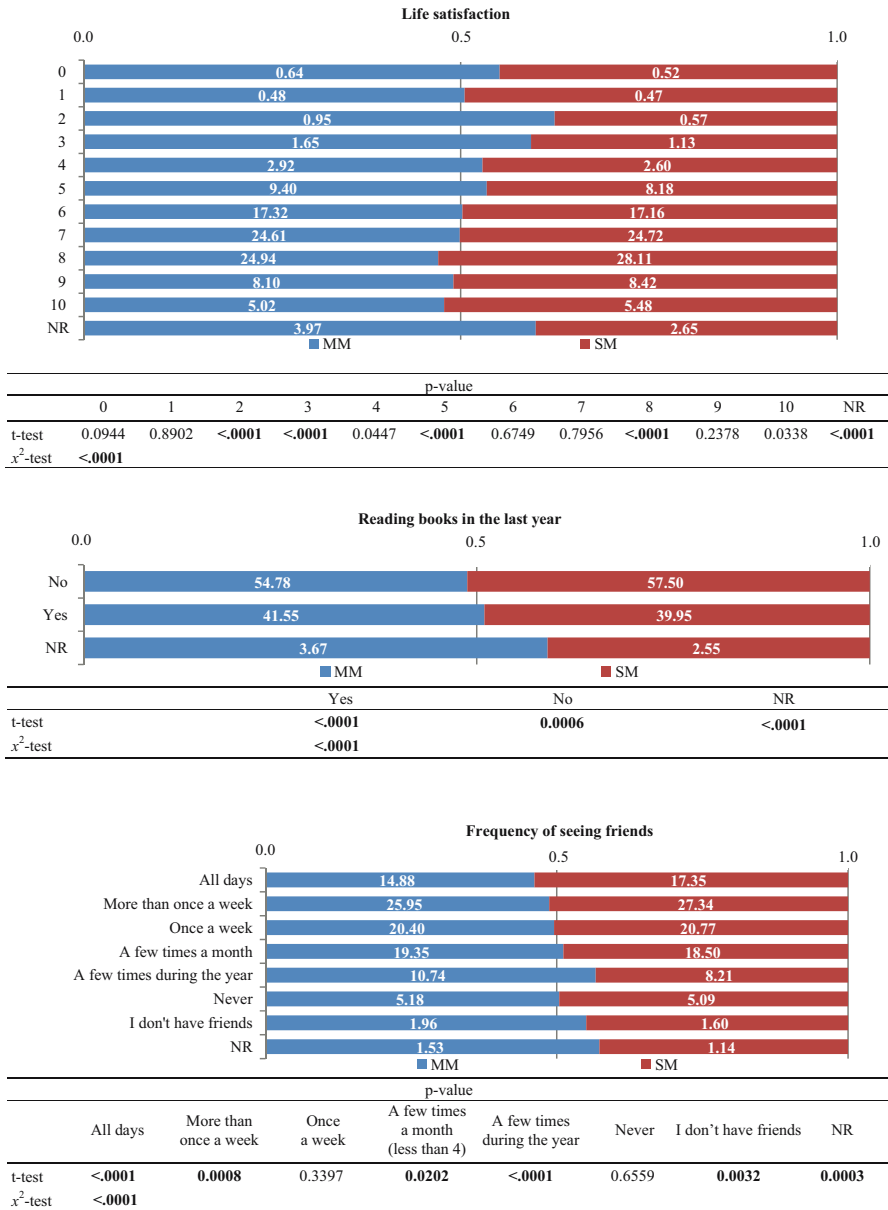 Life satisfaction
0.0 0.5 1.0
0 0.64 0.52
1 0.48 0.47
2 0.95 0.57
3 1.65 1.13
4 2.92 2.60
5 9.40 8.18
6 17.32 17.16
7 24.61 24.72
8 24.94 28.11
9 8.10 8.42
10 5.02 5.48
NR 3.97 2.65
MM SM
p-value
0 1 2 3 4 5 6 7 8 9 10 NR
t-test 0.0944 0.8902 <.0001 <.0001 0.0447 <.0001 0.6749 0.7956 <.0001 0.2378 0.0338 <.0001
x²-test <.0001
Reading books in the last year
0.0 0.5 1.0
No 54.78 57.50
Yes 41.55 39.95
NR 3.67 2.55
MM SM
Yes No NR
t-test <.0001 0.0006 <.0001
x²-test <.0001
Frequency of seeing friends
0.0 0.5 1.0
All days 14.88 17.35
More than once a week 25.95 27.34
Once a week 20.40 20.77
A few times a month 19.35 18.50
A few times during the year 10.74 8.21
Never 5.18 5.09
I don't have friends 1.96 1.60
NR 1.53 1.14
MM SM
p-value
All days More than once a week Once a week A few times a month (less than 4) A few times during the year Never I don’t have friends NR
t-test <.0001 0.0008 0.3397 0.0202 <.0001 0.6559 0.0032 0.0003
x²-test <.0001